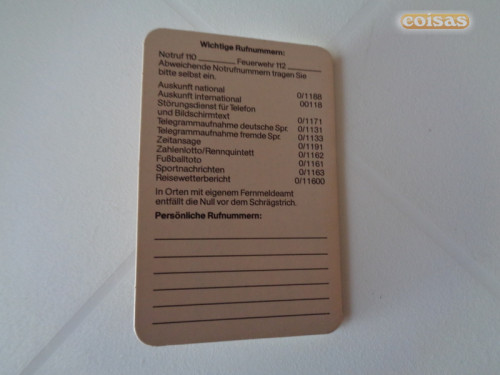 coisas
Wichtige Rufnummern:
Notruf 110 ________ Feuerwehr 112 ________
Abweichende Notrufnummern tragen Sie
bitte selbst ein.
Auskunft national 0/1188
Auskunft international 00118
Störungsdienst für Telefon
und Bildschirmtext 0/1171
Telegrammaufnahme deutsche Spr. 0/1131
Telegrammaufnahme fremde Spr. 0/1133
Zeitansage 0/1191
Zahlenlotto/Rennquintett 0/1162
Fußballtoto 0/1161
Sportnachrichten 0/1163
Reisewetterbericht 0/11600
In Orten mit eigenem Fernmeldeamt
entfällt die Null vor dem Schrägstrich.
Persönliche Rufnummern: